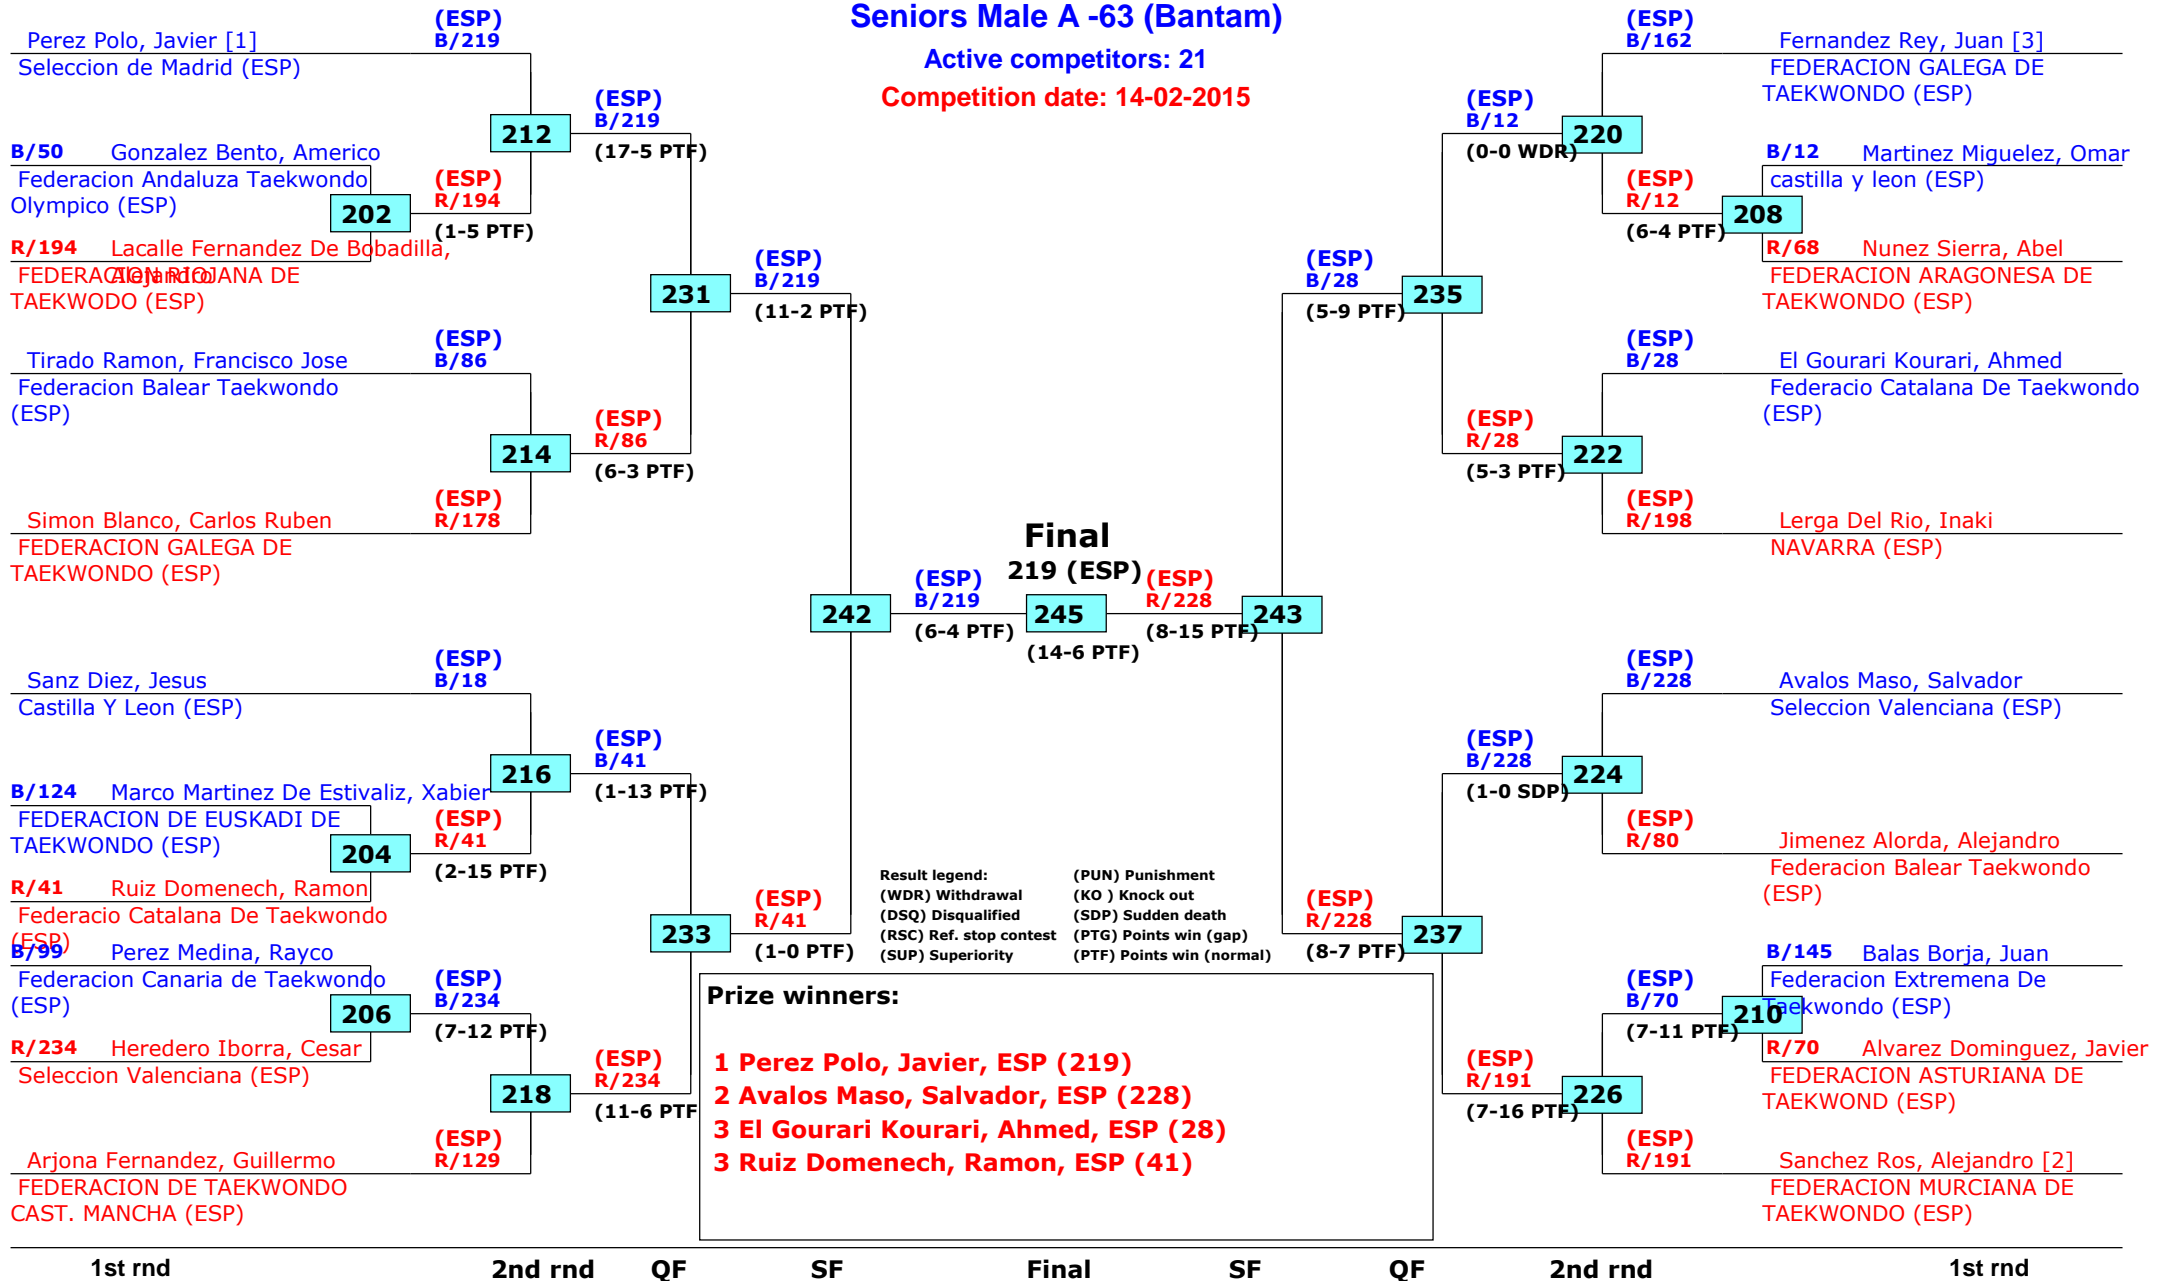 Seniors Male A -63 (Bantam)
Active competitors: 21
Competition date: 14-02-2015
(ESP)
Perez Polo, Javier [1] B/219
Seleccion de Madrid (ESP)
B/50 Gonzalez Bento, Americo
Federacion Andaluza Taekwondo
Olympico (ESP)
202
(ESP)
R/194
(1-5 PTF)
R/194 Lacalle Fernandez De Bobadilla,
Alejandro
FEDERACION RIOJANA DE
TAEKWODO (ESP)
212
(ESP)
B/219
(17-5 PTF)
(ESP)
Tirado Ramon, Francisco Jose B/86
Federacion Balear Taekwondo
(ESP)
214
(ESP)
R/86
(6-3 PTF)
(ESP)
Simon Blanco, Carlos Ruben R/178
FEDERACION GALEGA DE
TAEKWONDO (ESP)
231
(ESP)
B/219
(11-2 PTF)
(ESP)
Sanz Diez, Jesus B/18
Castilla Y Leon (ESP)
216
(ESP)
B/41
(1-13 PTF)
B/124 Marco Martinez De Estivaliz, Xabier
FEDERACION DE EUSKADI DE
TAEKWONDO (ESP)
204
(ESP)
R/41
(2-15 PTF)
R/41 Ruiz Domenech, Ramon
Federacio Catalana De Taekwondo
(ESP)
233
(ESP)
R/41
(1-0 PTF)
B/99 Perez Medina, Rayco
Federacion Canaria de Taekwondo
(ESP)
206
(ESP)
B/234
(7-12 PTF)
R/234 Heredero Iborra, Cesar
Seleccion Valenciana (ESP)
218
(ESP)
R/234
(11-6 PTF
(ESP)
Arjona Fernandez, Guillermo R/129
FEDERACION DE TAEKWONDO
CAST. MANCHA (ESP)
242
(ESP)
B/219
(6-4 PTF)
Final
219 (ESP)
245
(14-6 PTF)
(ESP)
R/228
(8-15 PTF)
243
(ESP)
B/162 Fernandez Rey, Juan [3]
FEDERACION GALEGA DE
TAEKWONDO (ESP)
(ESP)
B/12
(0-0 WDR)
220
B/12 Martinez Miguelez, Omar
castilla y leon (ESP)
(ESP)
R/12
(6-4 PTF)
208
R/68 Nunez Sierra, Abel
FEDERACION ARAGONESA DE
TAEKWONDO (ESP)
(ESP)
B/28
(5-9 PTF)
235
(ESP)
B/28 El Gourari Kourari, Ahmed
Federacio Catalana De Taekwondo
(ESP)
(ESP)
R/28
(5-3 PTF)
222
(ESP)
R/198 Lerga Del Rio, Inaki
NAVARRA (ESP)
(ESP)
B/228 Avalos Maso, Salvador
Seleccion Valenciana (ESP)
(ESP)
B/228
(1-0 SDP)
224
(ESP)
R/80 Jimenez Alorda, Alejandro
Federacion Balear Taekwondo
(ESP)
(ESP)
R/228
(8-7 PTF)
237
B/145 Balas Borja, Juan
Federacion Extremena De
Taekwondo (ESP)
(ESP)
B/70
(7-11 PTF)
210
R/70 Alvarez Dominguez, Javier
FEDERACION ASTURIANA DE
TAEKWOND (ESP)
(ESP)
R/191
(7-16 PTF)
226
(ESP)
R/191 Sanchez Ros, Alejandro [2]
FEDERACION MURCIANA DE
TAEKWONDO (ESP)
Result legend: (PUN) Punishment
(WDR) Withdrawal (KO ) Knock out
(DSQ) Disqualified (SDP) Sudden death
(RSC) Ref. stop contest (PTG) Points win (gap)
(SUP) Superiority (PTF) Points win (normal)
Prize winners:
1 Perez Polo, Javier, ESP (219)
2 Avalos Maso, Salvador, ESP (228)
3 El Gourari Kourari, Ahmed, ESP (28)
3 Ruiz Domenech, Ramon, ESP (41)
1st rnd 2nd rnd QF SF Final SF QF 2nd rnd 1st rnd